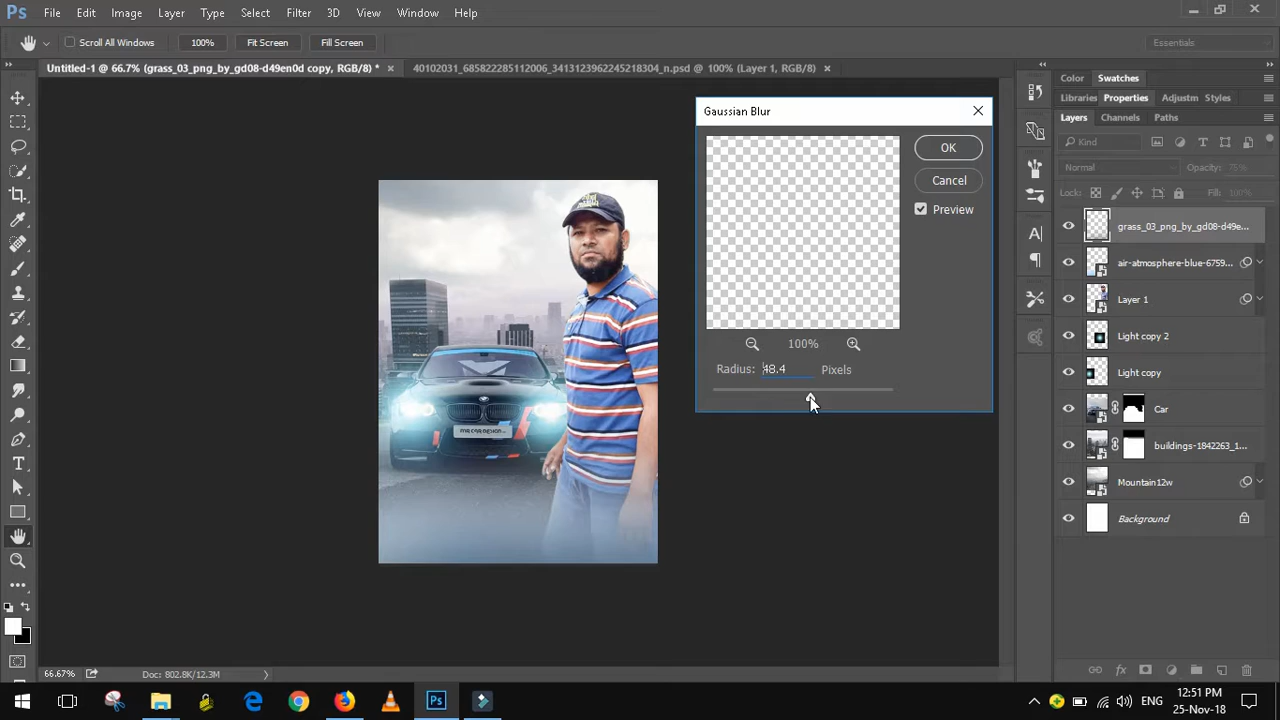 Ps File Edit Image Layer Type Select Filter 3D View Window Help
Scroll All Windows 100% Fit Screen Fill Screen Essentials
Untitled-1 @ 66.7% (grass_03_png_by_gd08-d49en0d copy, RGB/8) * × 40102031_685822285112006_3413123962245218304_n.psd @ 100% (Layer 1, RGB/8) ×
Color Swatches
Libraries Properties Adjustm Styles
Layers Channels Paths
Kind
Normal Opacity: 75%
Lock: Fill: 100%
grass_03_png_by_gd08-d49e...
air-atmosphere-blue-6759...
Layer 1
Light copy 2
Light copy
Car
buildings-1842263_1...
Mountain12w
Background
Gaussian Blur
OK
Cancel
Preview
100%
Radius: 48.4 Pixels
66.67% Doc: 802.8K/12.3M
ENG
12:51 PM
25-Nov-18